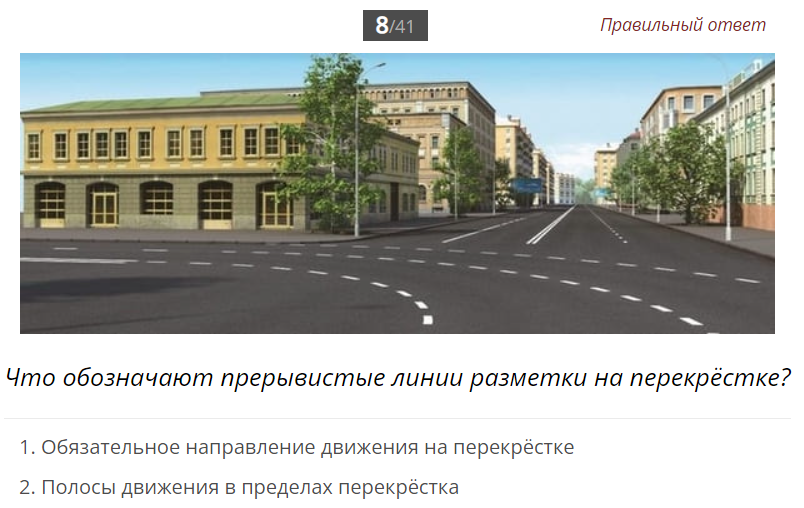 8/41
Правильный ответ
Что обозначают прерывистые линии разметки на перекрёстке?
1. Обязательное направление движения на перекрёстке
2. Полосы движения в пределах перекрёстка